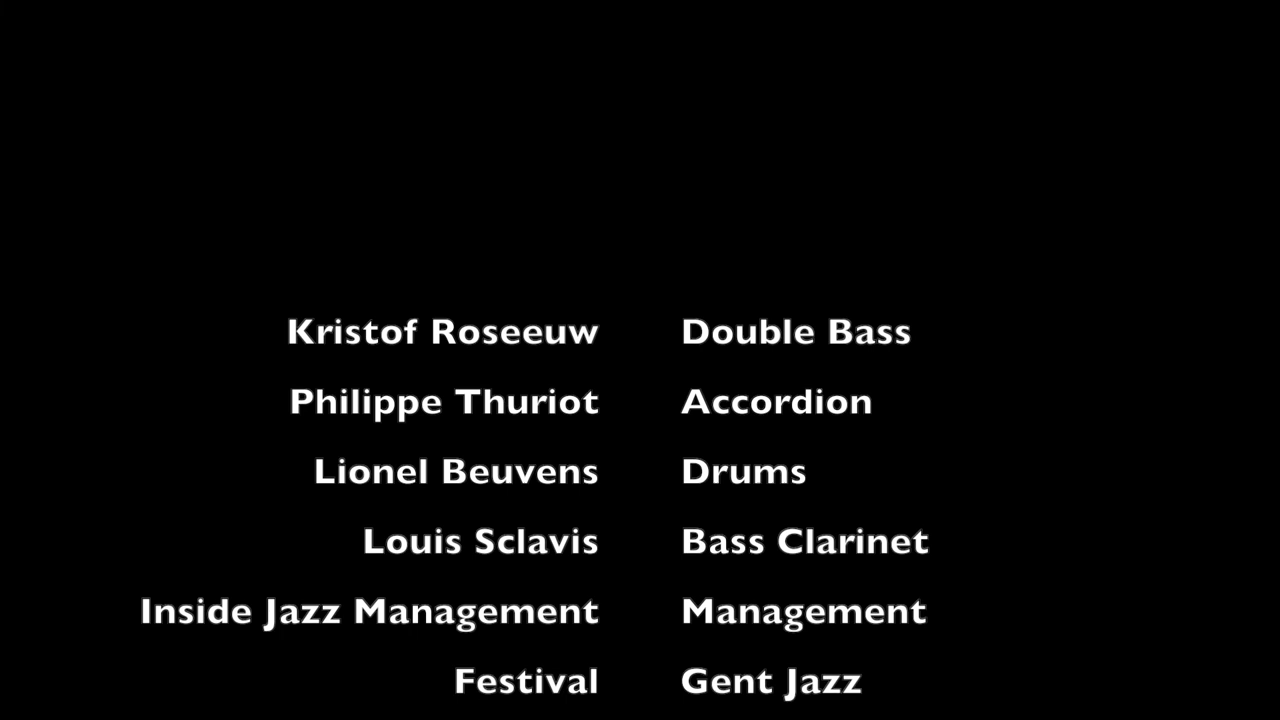 Kristof Roseeuw Double Bass
Philippe Thuriot Accordion
Lionel Beuvens Drums
Louis Sclavis Bass Clarinet
Inside Jazz Management Management
Festival Gent Jazz